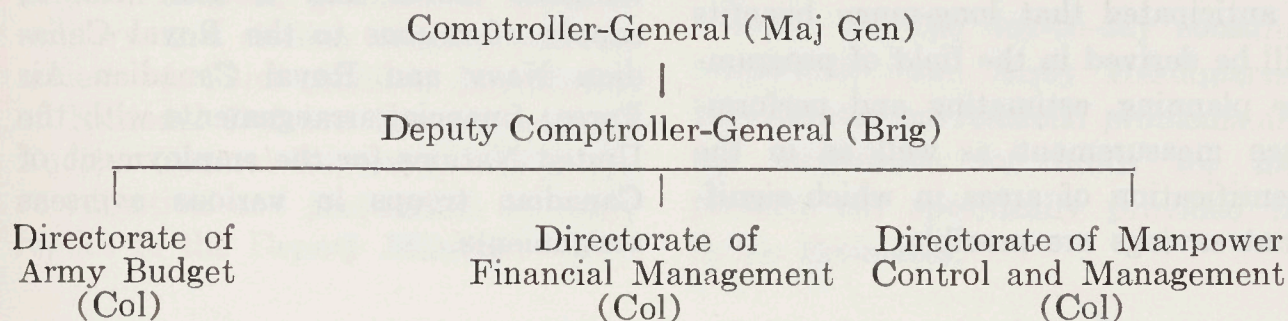 Comptroller-General (Maj Gen)
Deputy Comptroller-General (Brig)
Directorate of
Army Budget
(Col)
Directorate of
Financial Management
(Col)
Directorate of Manpower
Control and Management
(Col)